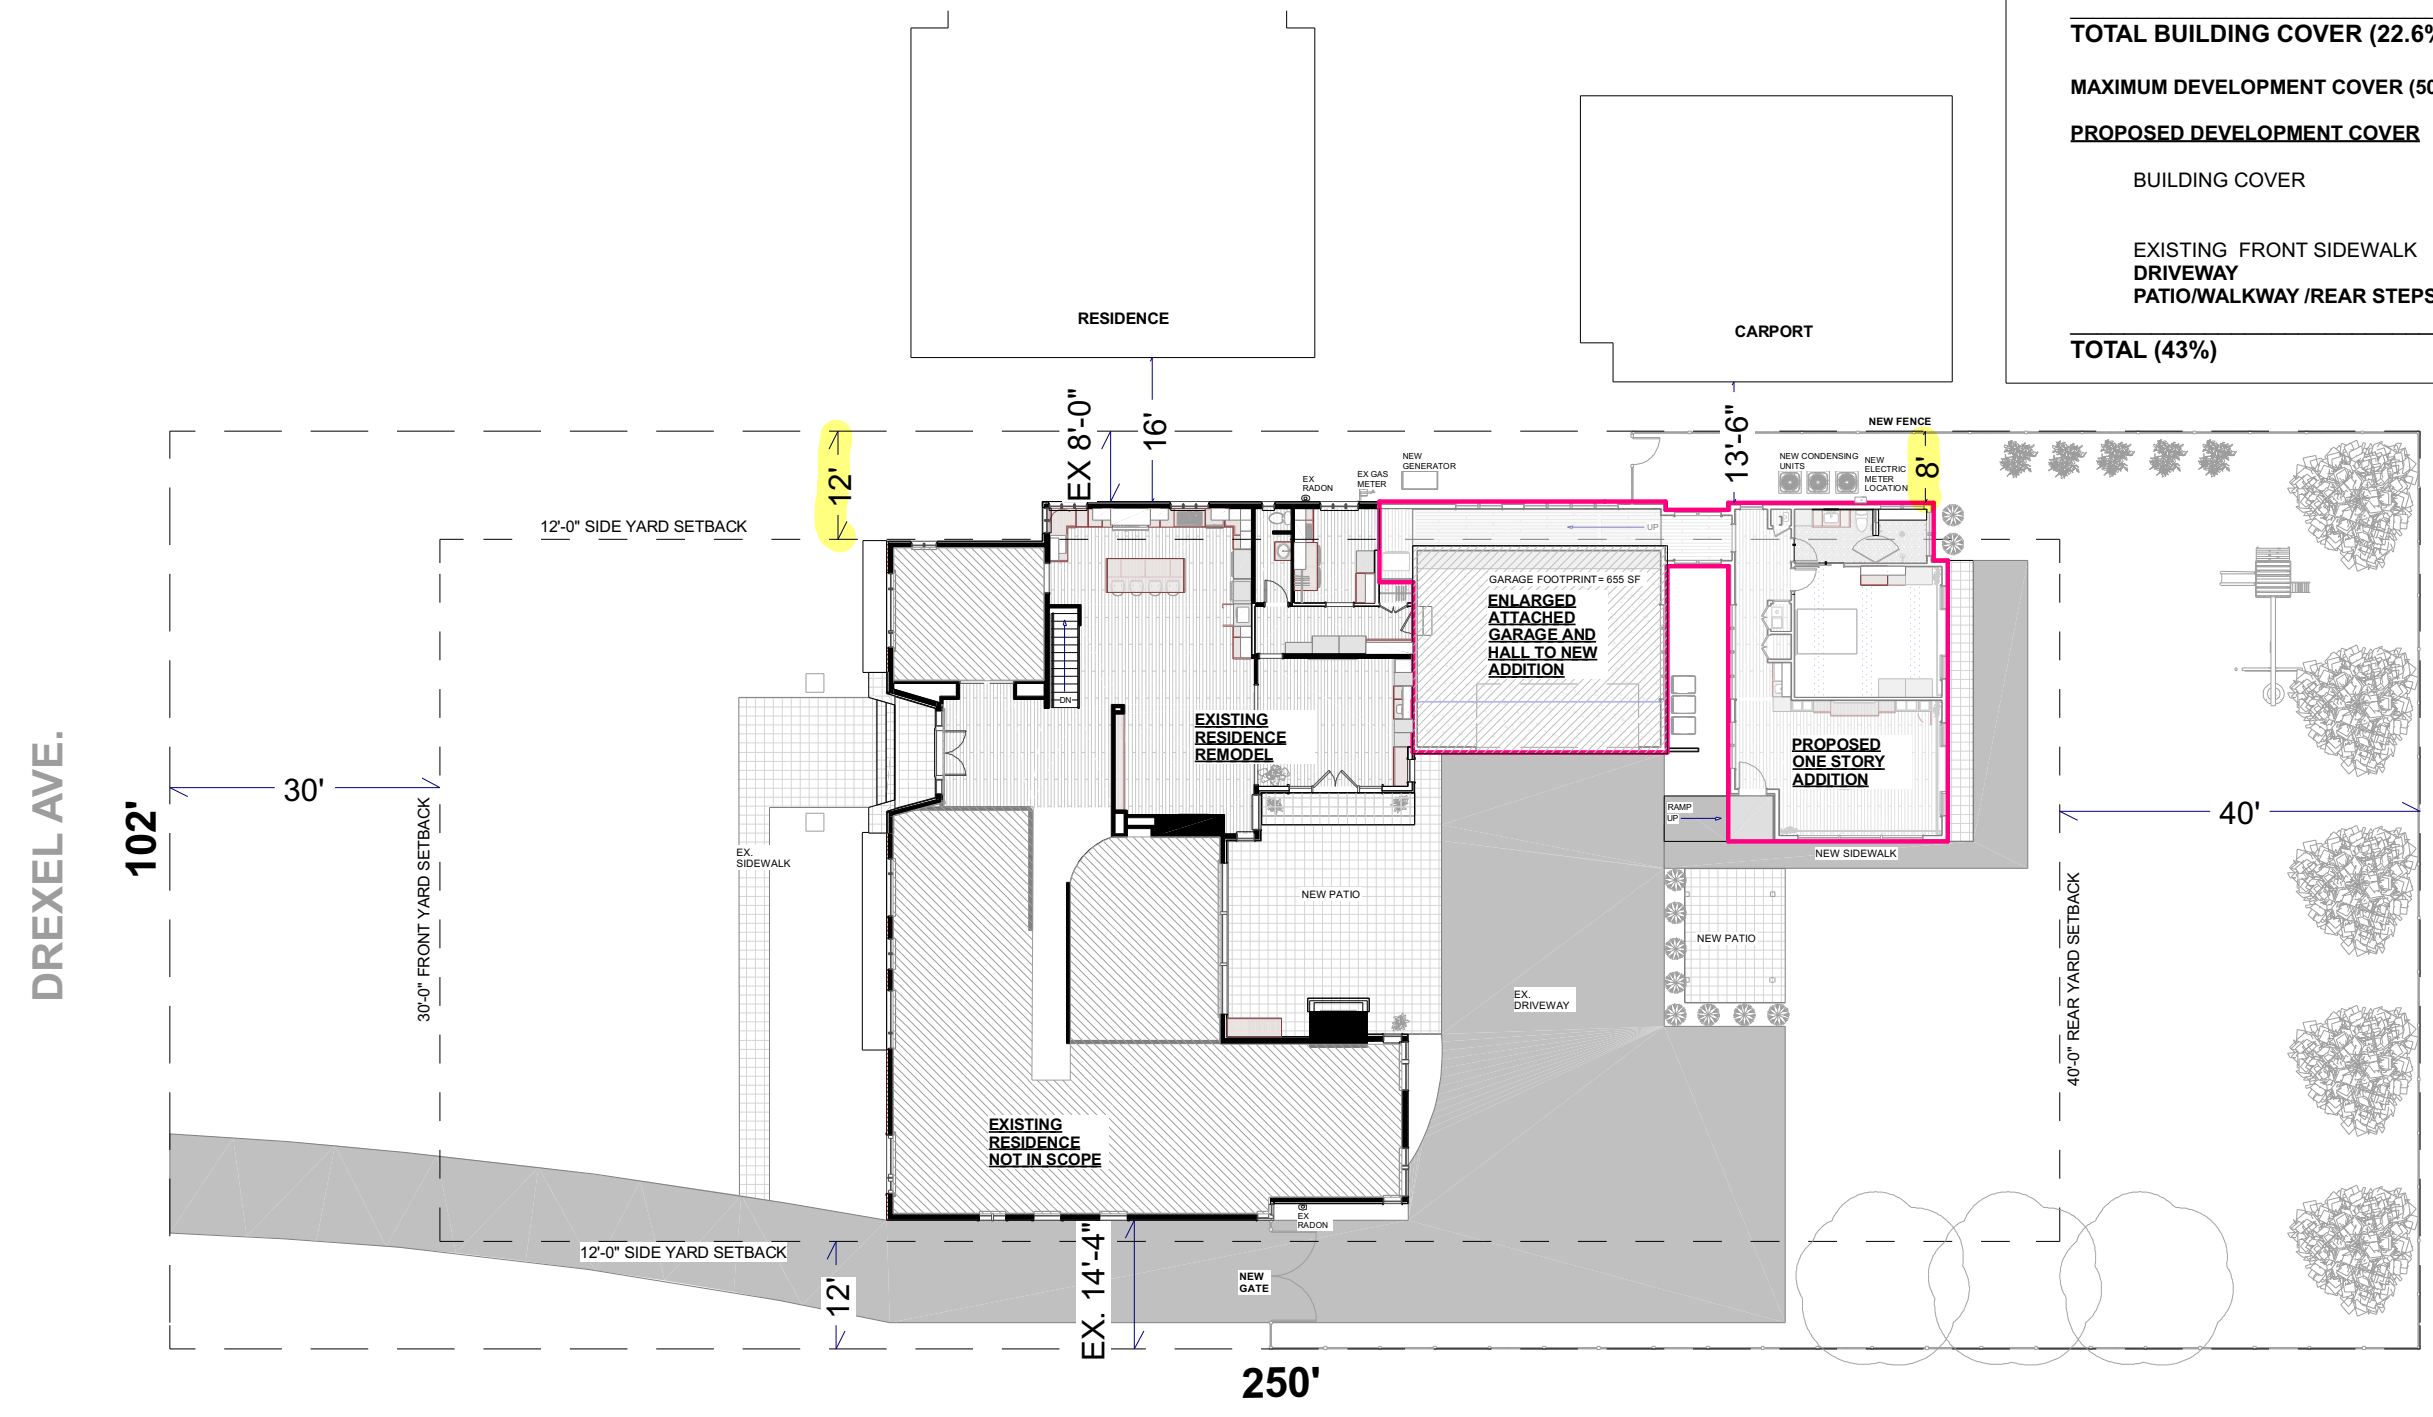 TOTAL BUILDING COVER (22.6%
MAXIMUM DEVELOPMENT COVER (50
PROPOSED DEVELOPMENT COVER
BUILDING COVER
EXISTING FRONT SIDEWALK
DRIVEWAY
PATIO/WALKWAY /REAR STEPS
TOTAL (43%)
RESIDENCE
CARPORT
EX 8'-0"
16'
13'-6"
NEW FENCE
8'
12'
12'-0" SIDE YARD SETBACK
EX
RADON
EX GAS
METER
NEW
GENERATOR
NEW CONDENSING
UNITS
NEW
ELECTRIC
METER
LOCATION
UP
GARAGE FOOTPRINT= 655 SF
ENLARGED
ATTACHED
GARAGE AND
HALL TO NEW
ADDITION
DN
EXISTING
RESIDENCE
REMODEL
PROPOSED
ONE STORY
ADDITION
DREXEL AVE.
102'
30'
30'-0" FRONT YARD SETBACK
40'
40'-0" REAR YARD SETBACK
RAMP
UP
NEW SIDEWALK
EX.
SIDEWALK
NEW PATIO
NEW PATIO
EX.
DRIVEWAY
EXISTING
RESIDENCE
NOT IN SCOPE
EX
RADON
12'-0" SIDE YARD SETBACK
12'
EX. 14'-4"
NEW
GATE
250'